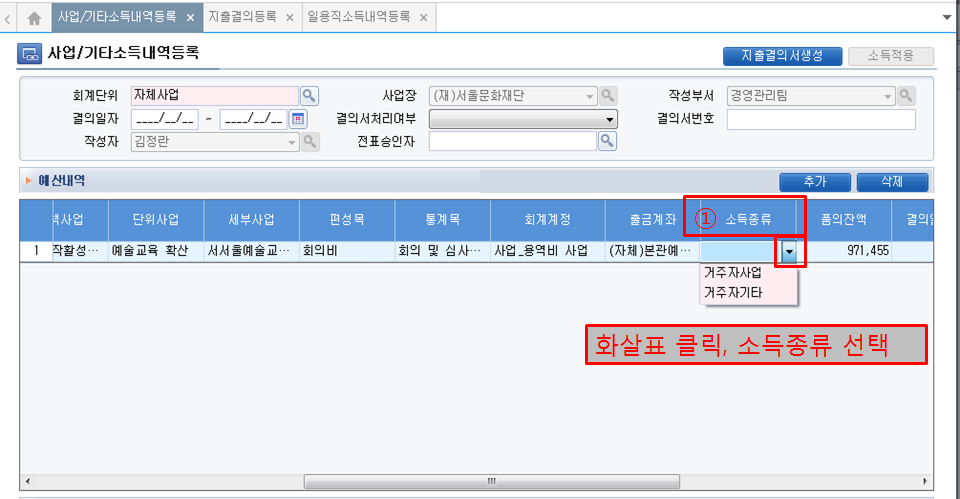 사업/기타소득내역등록 × 지출결의등록 × 일용직소득내역등록 ×
사업/기타소득내역등록 지출결의서생성 소득적용
회계단위 자체사업 사업장 (재)서울문화재단 작성부서 경영관리팀
결의일자 ____/__/__ ~ ____/__/__ 결의서처리여부 결의서번호
작성자 김정란 전표승인자
예산내역 추가 삭제
책사업 단위사업 세부사업 편성목 통계목 회계계정 출금계좌 ① 소득종류 품의잔액 결의일
1 작활성… 예술교육 확산 서서울예술교… 회의비 회의 및 심사… 사업_용역비 사업 (자체)본관예… 971,455
거주자사업
거주자기타
화살표 클릭, 소득종류 선택